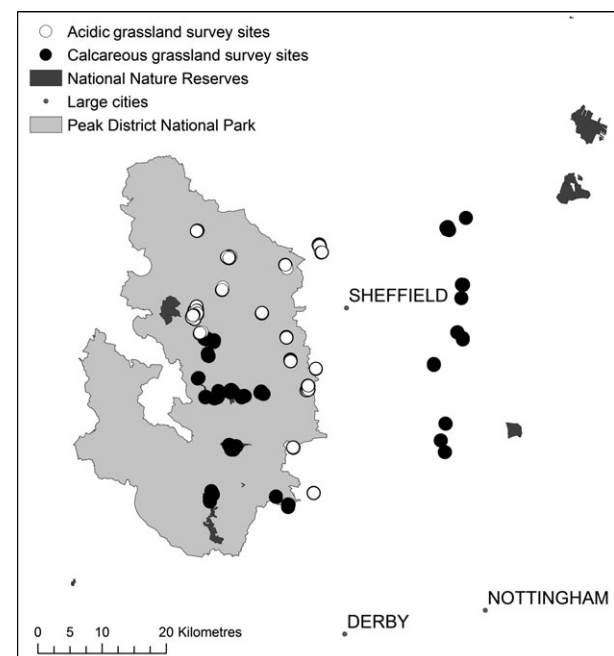 Acidic grassland survey sites
Calcareous grassland survey sites
National Nature Reserves
Large cities
Peak District National Park
SHEFFIELD
NOTTINGHAM
DERBY
0 5 10 20 Kilometres